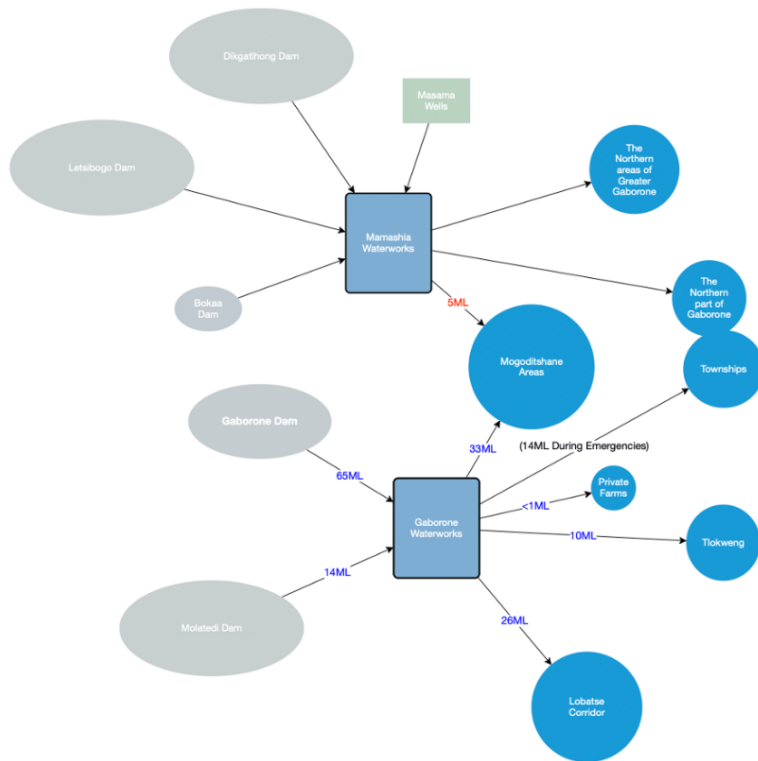 Dikgatlhong Dam
Masama
Wells
Letsibogo Dam
The
Northern
areas of
Greater
Gaborone
Mamashia
Waterworks
Bokaa
Dam
The
Northern
part of
Gaborone
5ML
Mogoditshane
Areas
Townships
Gaborone Dam
(14ML During Emergencies)
33ML
65ML
Private
Farms
<1ML
Gaborone
Waterworks
10ML
Tlokweng
14ML
Molatedi Dam
26ML
Lobatse
Corridor